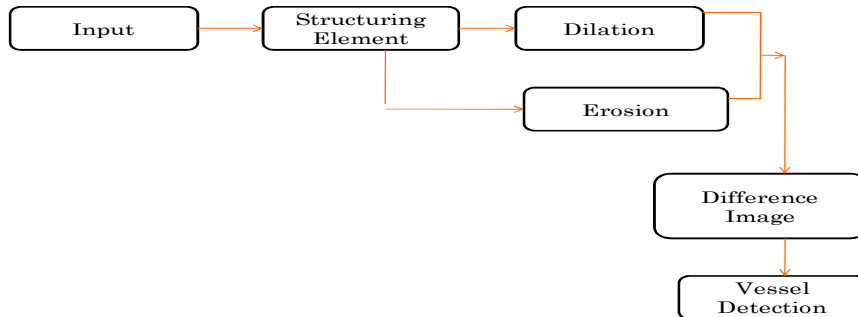 Input
Structuring
Element
Dilation
Erosion
Difference
Image
Vessel
Detection